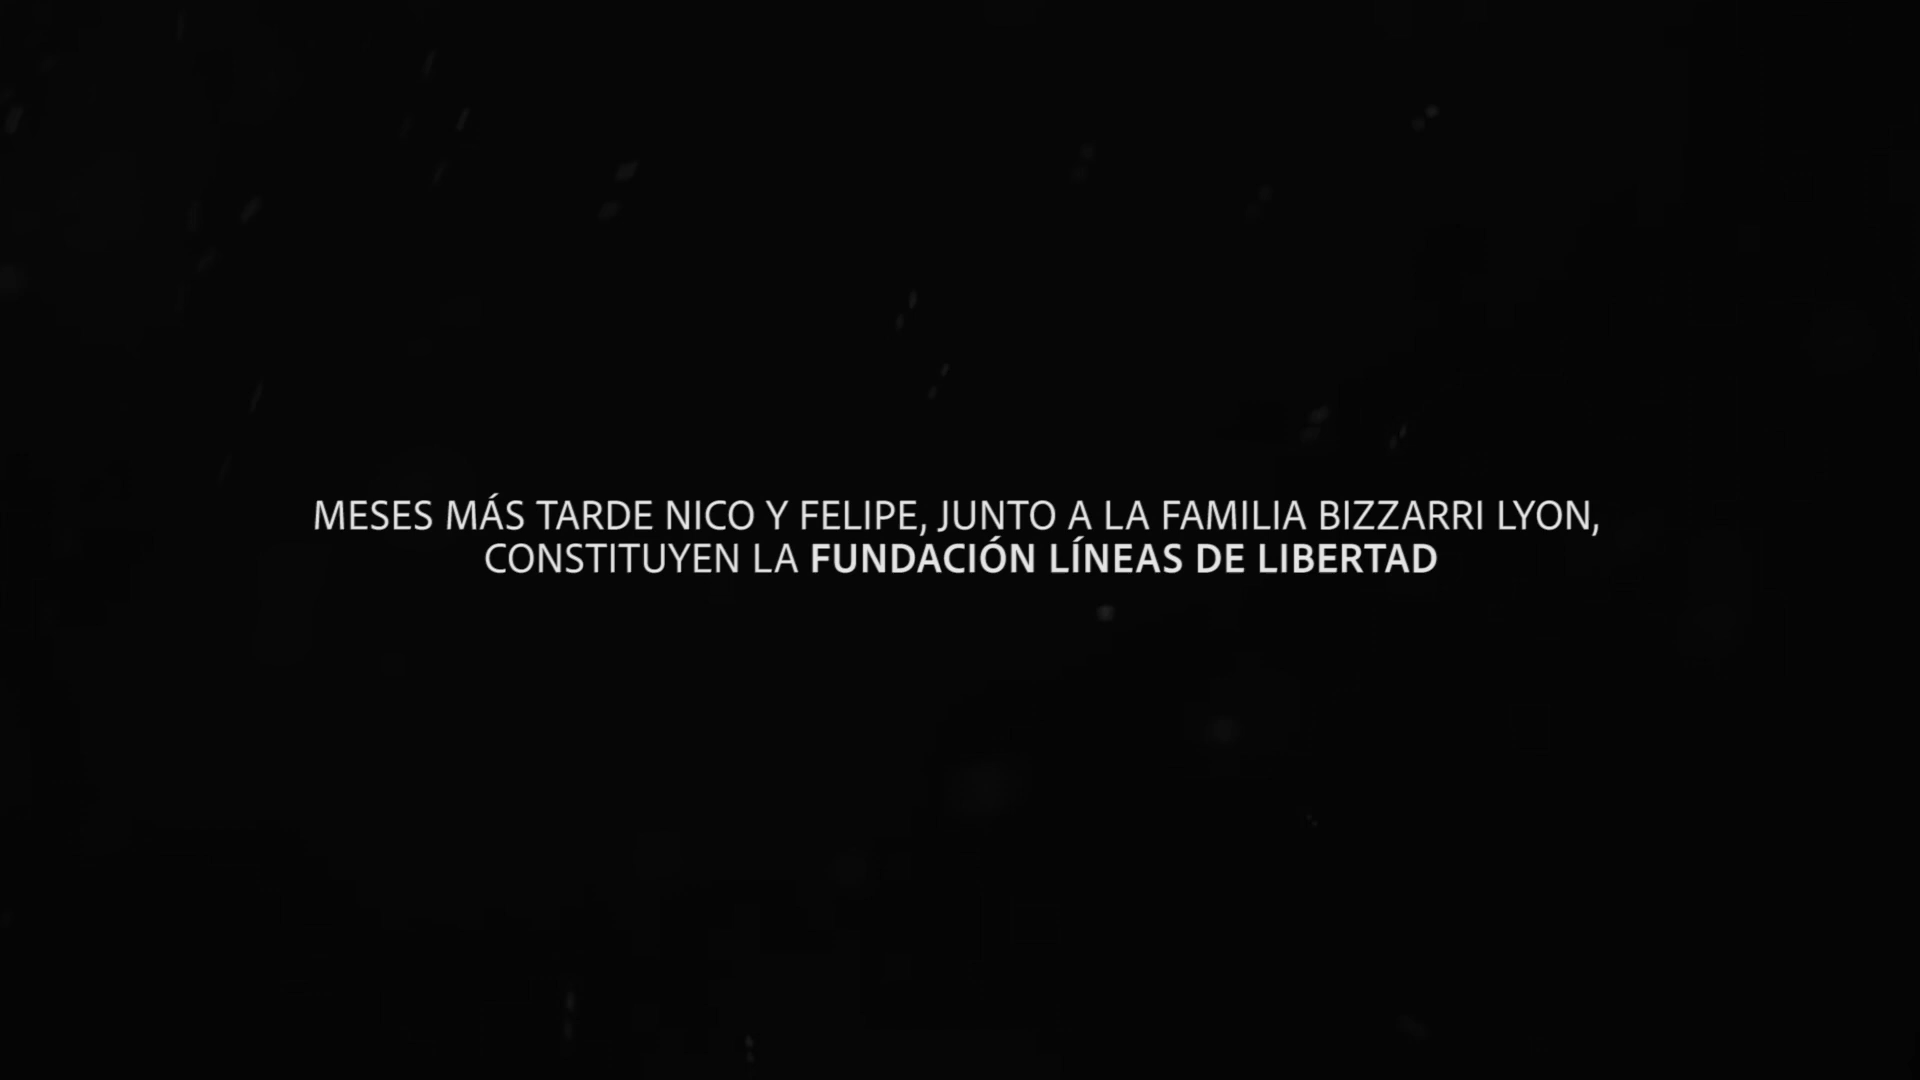 MESES MÁS TARDE NICO Y FELIPE, JUNTO A LA FAMILIA BIZZARRI LYON,
CONSTITUYEN LA FUNDACIÓN LÍNEAS DE LIBERTAD